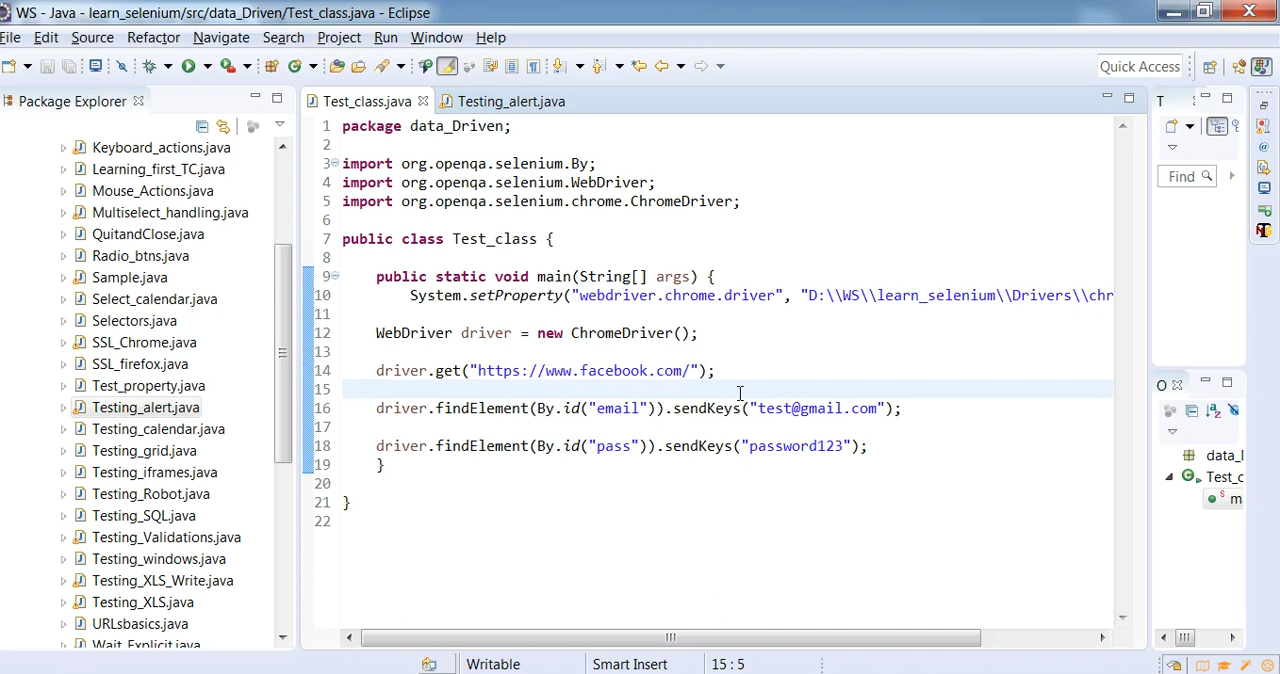 WS - Java - learn_selenium/src/data_Driven/Test_class.java - Eclipse
File Edit Source Refactor Navigate Search Project Run Window Help
Quick Access
Package Explorer
Keyboard_actions.java
Learning_first_TC.java
Mouse_Actions.java
Multiselect_handling.java
QuitandClose.java
Radio_btns.java
Sample.java
Select_calendar.java
Selectors.java
SSL_Chrome.java
SSL_firefox.java
Test_property.java
Testing_alert.java
Testing_calendar.java
Testing_grid.java
Testing_iframes.java
Testing_Robot.java
Testing_SQL.java
Testing_Validations.java
Testing_windows.java
Testing_XLS_Write.java
Testing_XLS.java
URLsbasics.java
Wait_Explicit.java
Test_class.java Testing_alert.java
1 package data_Driven;
2
3 import org.openqa.selenium.By;
4 import org.openqa.selenium.WebDriver;
5 import org.openqa.selenium.chrome.ChromeDriver;
6
7 public class Test_class {
8
9 public static void main(String[] args) {
10 System.setProperty("webdriver.chrome.driver", "D:\\WS\\learn_selenium\\Drivers\\chr
11
12 WebDriver driver = new ChromeDriver();
13
14 driver.get("https://www.facebook.com/");
15
16 driver.findElement(By.id("email")).sendKeys("test@gmail.com");
17
18 driver.findElement(By.id("pass")).sendKeys("password123");
19 }
20
21 }
22
T
Find
O
data_l
Test_c
S m
Writable Smart Insert 15 : 5